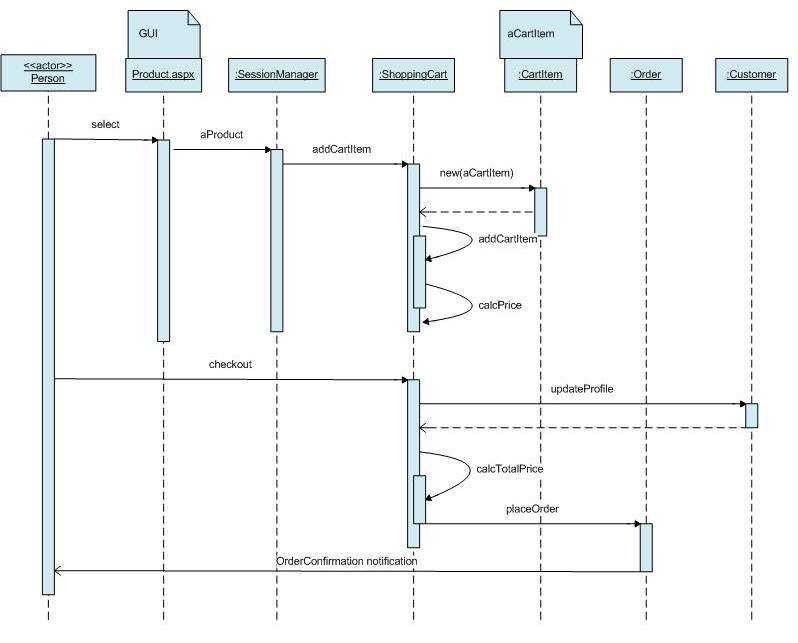 GUI
aCartItem
<<actor>>
Person
Product.aspx
:SessionManager
:ShoppingCart
:CartItem
:Order
:Customer
select
aProduct
addCartItem
new(aCartItem)
addCartItem
calcPrice
checkout
updateProfile
calcTotalPrice
placeOrder
OrderConfirmation notification